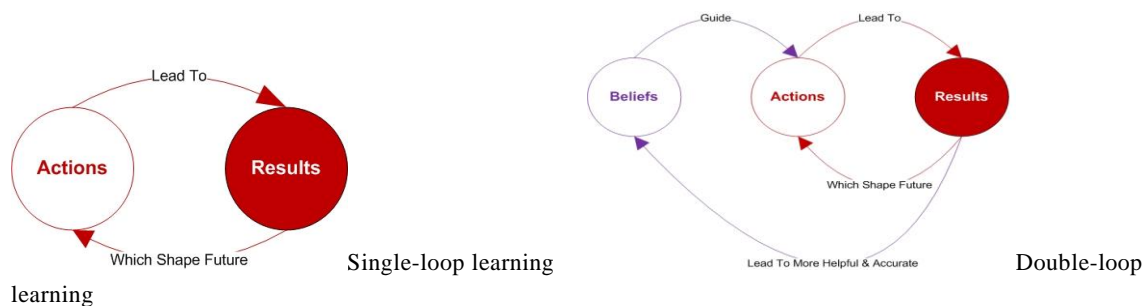 Lead To
Actions
Results
Which Shape Future
Single-loop learning
Guide
Lead To
Beliefs
Actions
Results
Which Shape Future
Lead To More Helpful & Accurate
Double-loop
learning